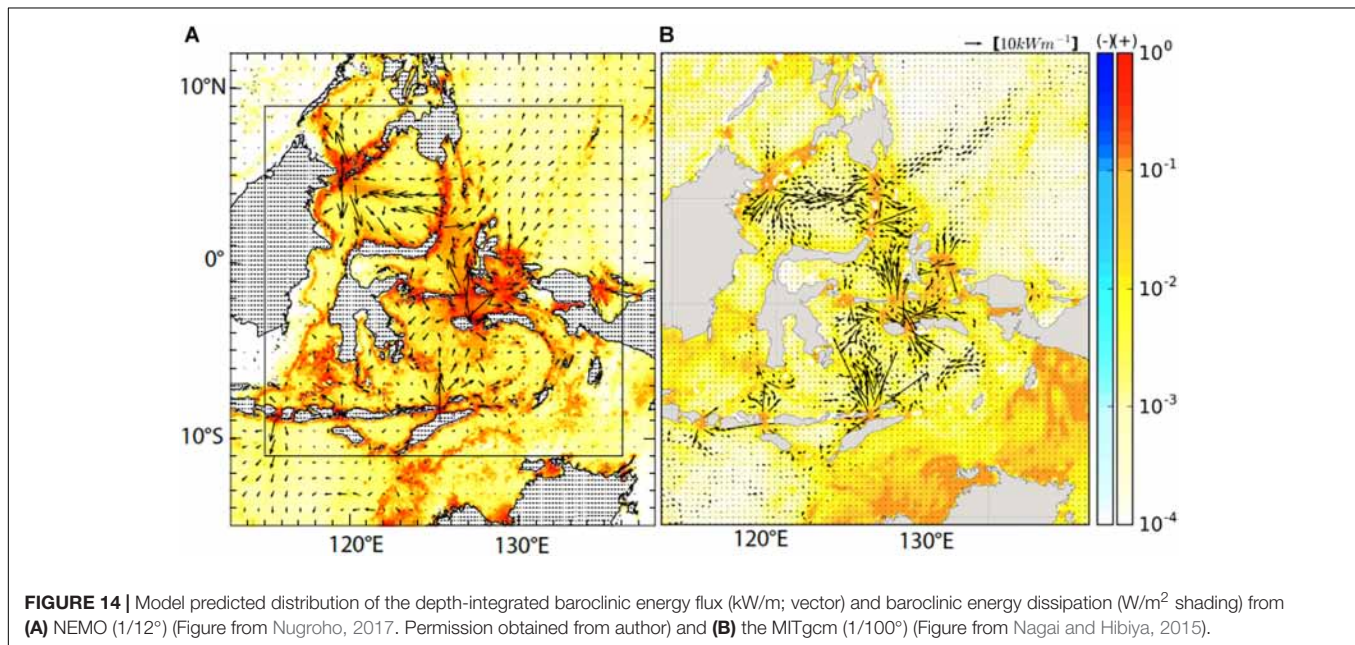 A
B
→ [10kWm⁻¹]
(-)(+)
10⁰
10°N
10⁻¹
0°
10⁻²
10⁻³
10°S
10⁻⁴
120°E 130°E
120°E 130°E
FIGURE 14 | Model predicted distribution of the depth-integrated baroclinic energy flux (kW/m; vector) and baroclinic energy dissipation (W/m² shading) from
(A) NEMO (1/12°) (Figure from Nugroho, 2017. Permission obtained from author) and (B) the MITgcm (1/100°) (Figure from Nagai and Hibiya, 2015).